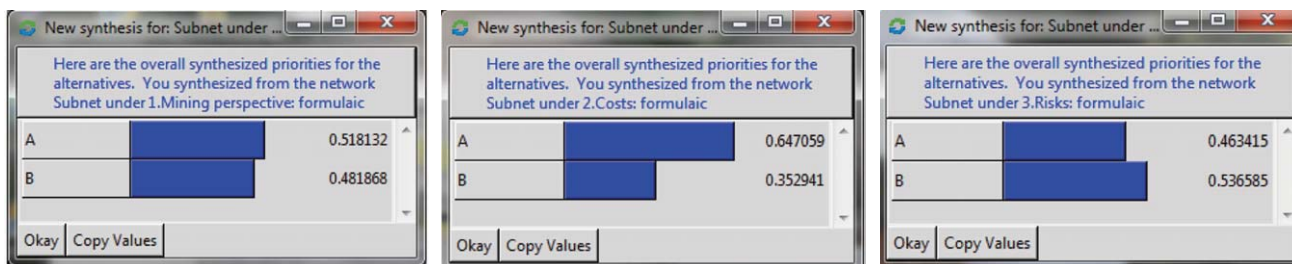 New synthesis for: Subnet under ...
Here are the overall synthesized priorities for the
alternatives. You synthesized from the network
Subnet under 1.Mining perspective: formulaic
A 0.518132
B 0.481868
Okay Copy Values
New synthesis for: Subnet under ...
Here are the overall synthesized priorities for the
alternatives. You synthesized from the network
Subnet under 2.Costs: formulaic
A 0.647059
B 0.352941
Okay Copy Values
New synthesis for: Subnet under ...
Here are the overall synthesized priorities for the
alternatives. You synthesized from the network
Subnet under 3.Risks: formulaic
A 0.463415
B 0.536585
Okay Copy Values